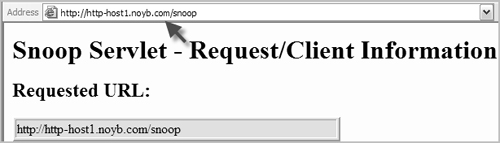 Address http://http-host1.noyb.com/snoop
Snoop Servlet - Request/Client Information
Requested URL:
http://http-host1.noyb.com/snoop